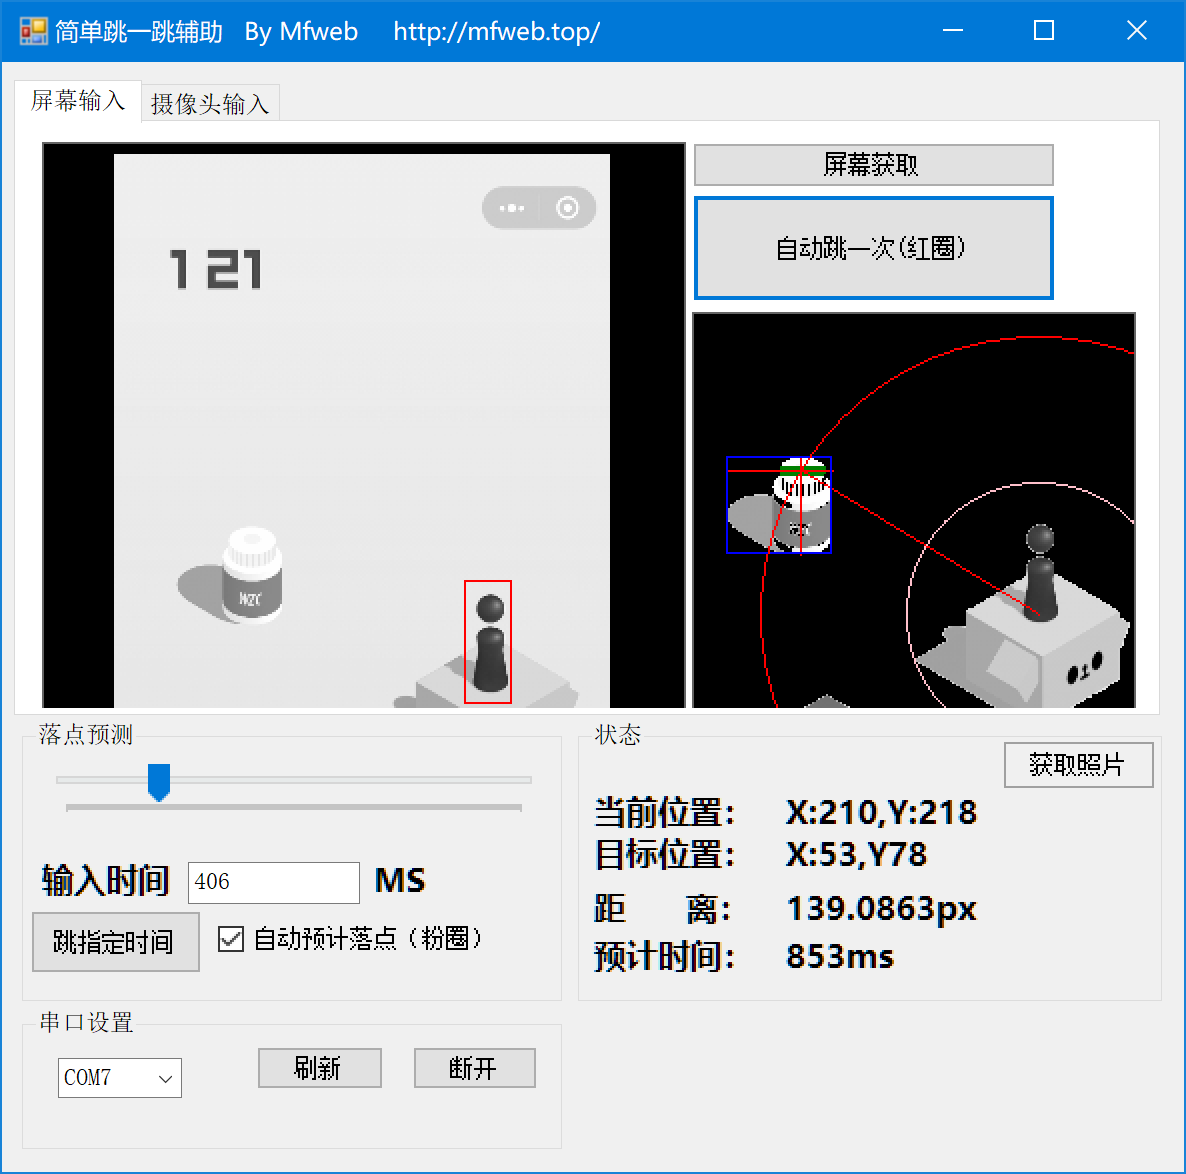 简单跳一跳辅助 By Mfweb http://mfweb.top/
屏幕输入
摄像头输入
屏幕获取
自动跳一次(红圈)
121
落点预测
输入时间 406 MS
跳指定时间
自动预计落点（粉圈）
状态
获取照片
当前位置： X:210,Y:218
目标位置： X:53,Y78
距 离： 139.0863px
预计时间： 853ms
串口设置
COM7
刷新
断开